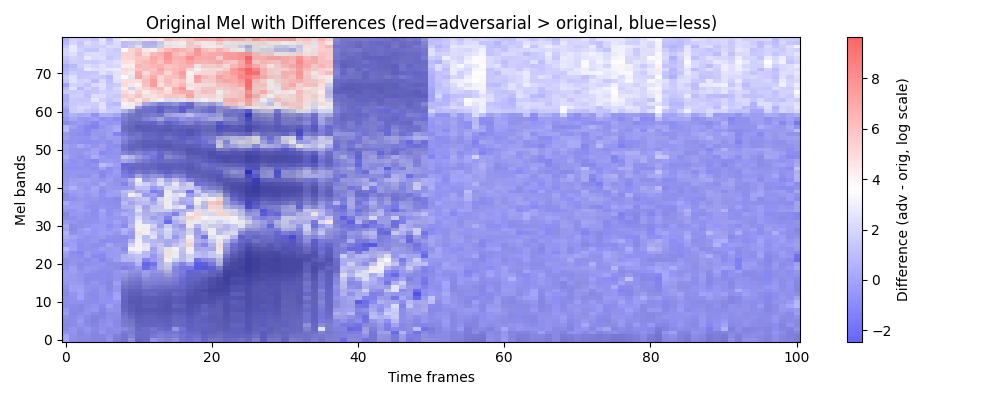 Original Mel with Differences (red=adversarial > original, blue=less)
Mel bands
70
60
50
40
30
20
10
0
0 20 40 60 80 100
Time frames
8
6
4
2
0
−2
Difference (adv - orig, log scale)